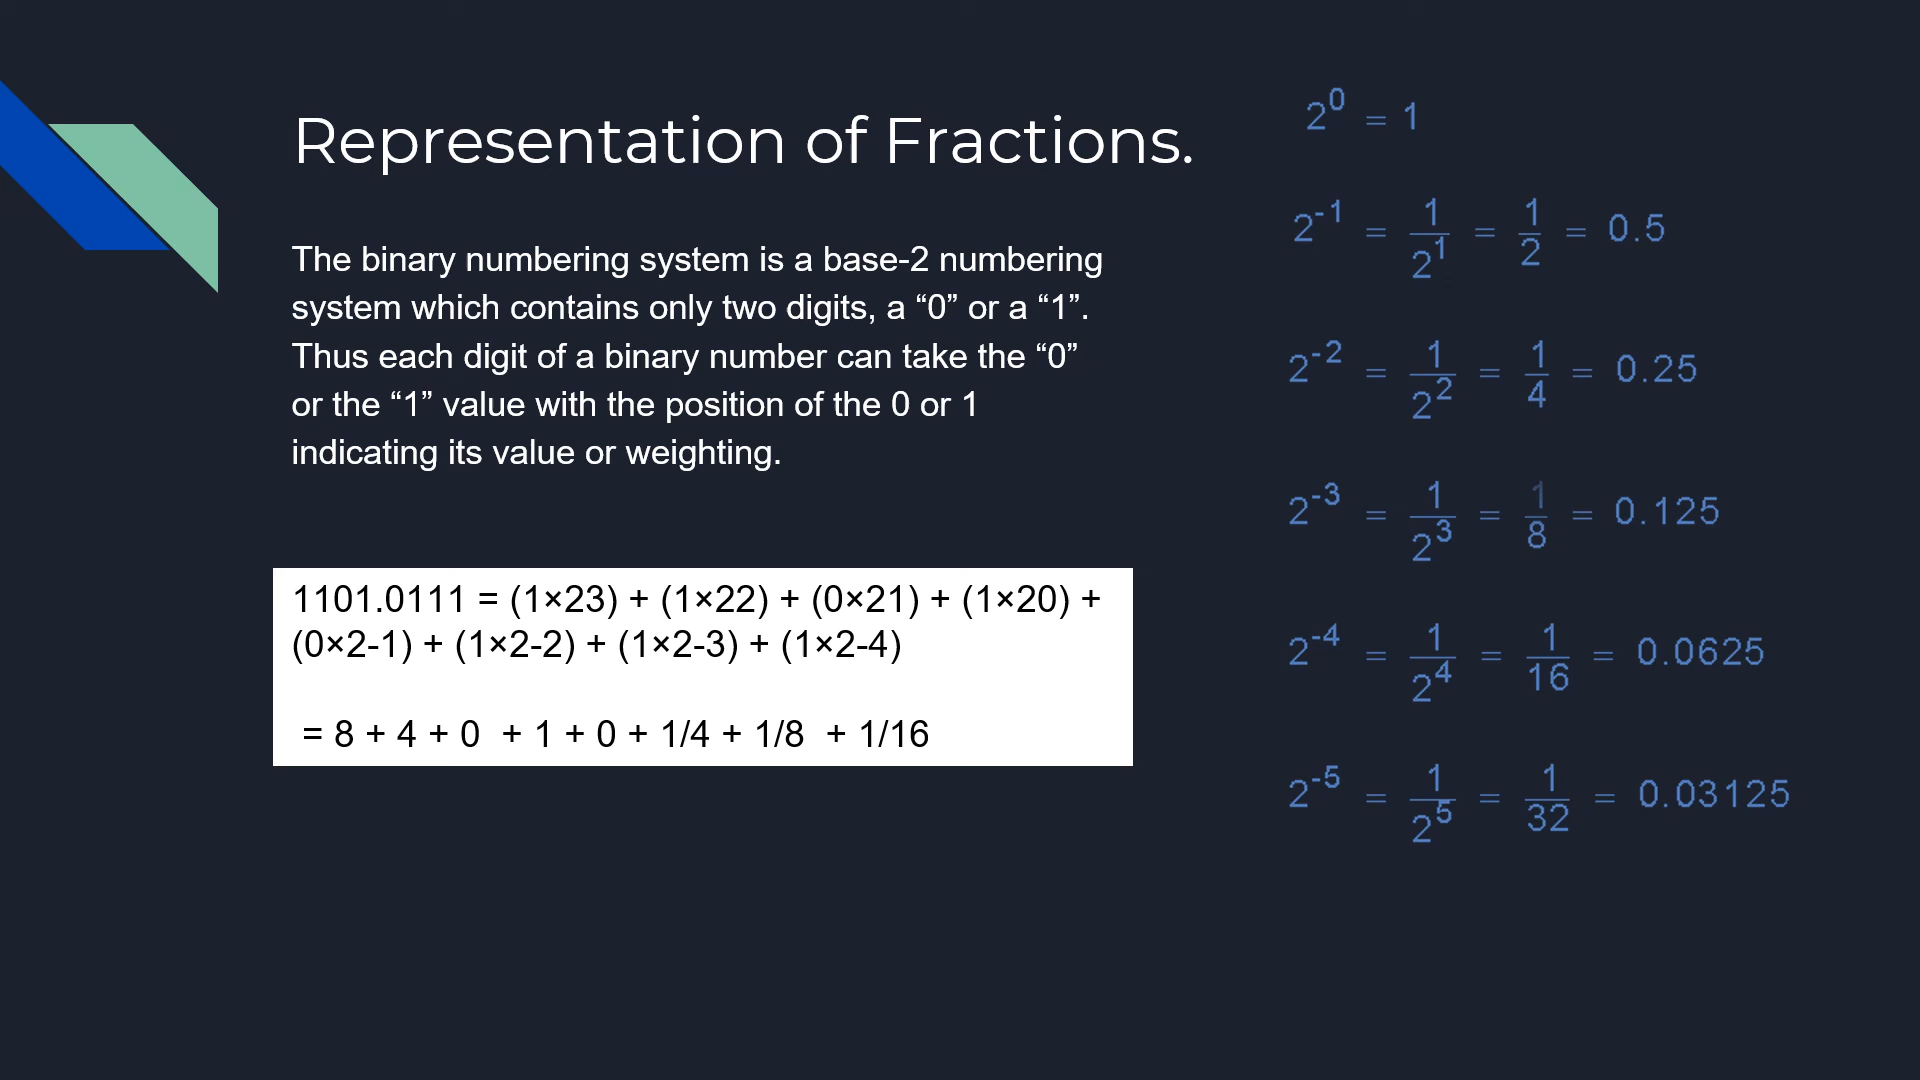 Representation of Fractions.
The binary numbering system is a base-2 numbering
system which contains only two digits, a “0” or a “1”.
Thus each digit of a binary number can take the “0”
or the “1” value with the position of the 0 or 1
indicating its value or weighting.
1101.0111 = (1×23) + (1×22) + (0×21) + (1×20) +
(0×2-1) + (1×2-2) + (1×2-3) + (1×2-4)
= 8 + 4 + 0 + 1 + 0 + 1/4 + 1/8 + 1/16
2⁰ = 1
2⁻¹ = 1/2¹ = 1/2 = 0.5
2⁻² = 1/2² = 1/4 = 0.25
2⁻³ = 1/2³ = 1/8 = 0.125
2⁻⁴ = 1/2⁴ = 1/16 = 0.0625
2⁻⁵ = 1/2⁵ = 1/32 = 0.03125